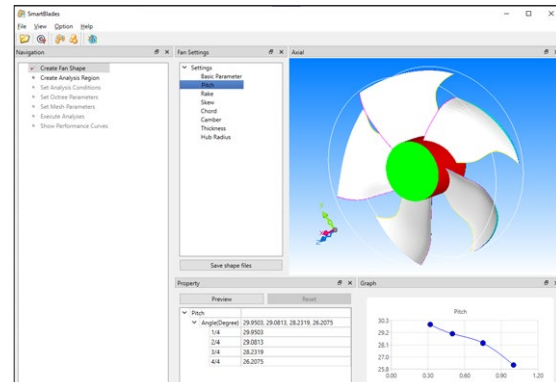 SmartBlades
File View Option Help
Navigation
Create Fan Shape
Create Analysis Region
Set Analysis Conditions
Set Octree Parameters
Set Mesh Parameters
Execute Analyses
Show Performance Curves
Fan Settings
Settings
Basic Parameter
Pitch
Rake
Skew
Chord
Camber
Thickness
Hub Radius
Save shape files
Axial
Property
Preview Reset
Pitch
Angle(Degree) 29.9503, 29.0813, 28.2319, 26.2075
1/4 29.9503
2/4 29.0813
3/4 28.2319
4/4 26.2075
Graph
Pitch
30.3
29.2
28.1
27.0
25.8
0.00 0.30 0.60 0.90 1.20